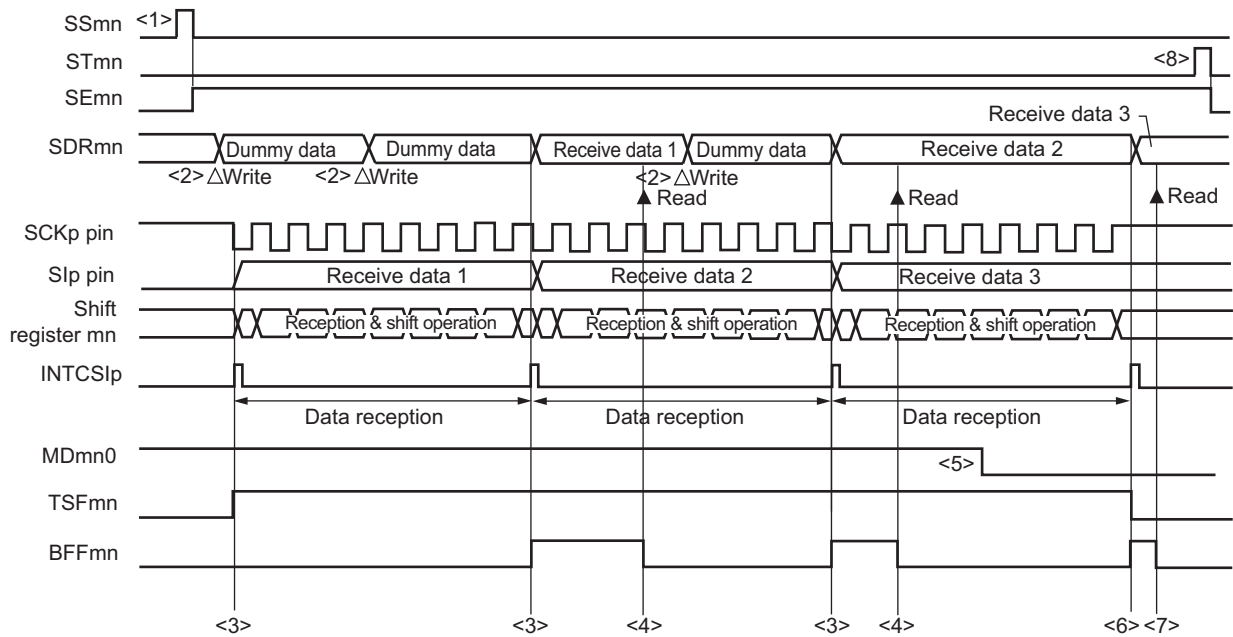 SSmn <1>
STmn <8>
SEmn
Receive data 3
SDRmn Dummy data Dummy data Receive data 1 Dummy data Receive data 2
<2> △Write <2> △Write <2> △Write
▲ Read ▲ Read ▲ Read
SCKp pin
SIp pin Receive data 1 Receive data 2 Receive data 3
Shift
register mn Reception & shift operation Reception & shift operation Reception & shift operation
INTCSIp
Data reception Data reception Data reception
MDmn0 <5>
TSFmn
BFFmn
<3> <3> <4> <3> <4> <6> <7>